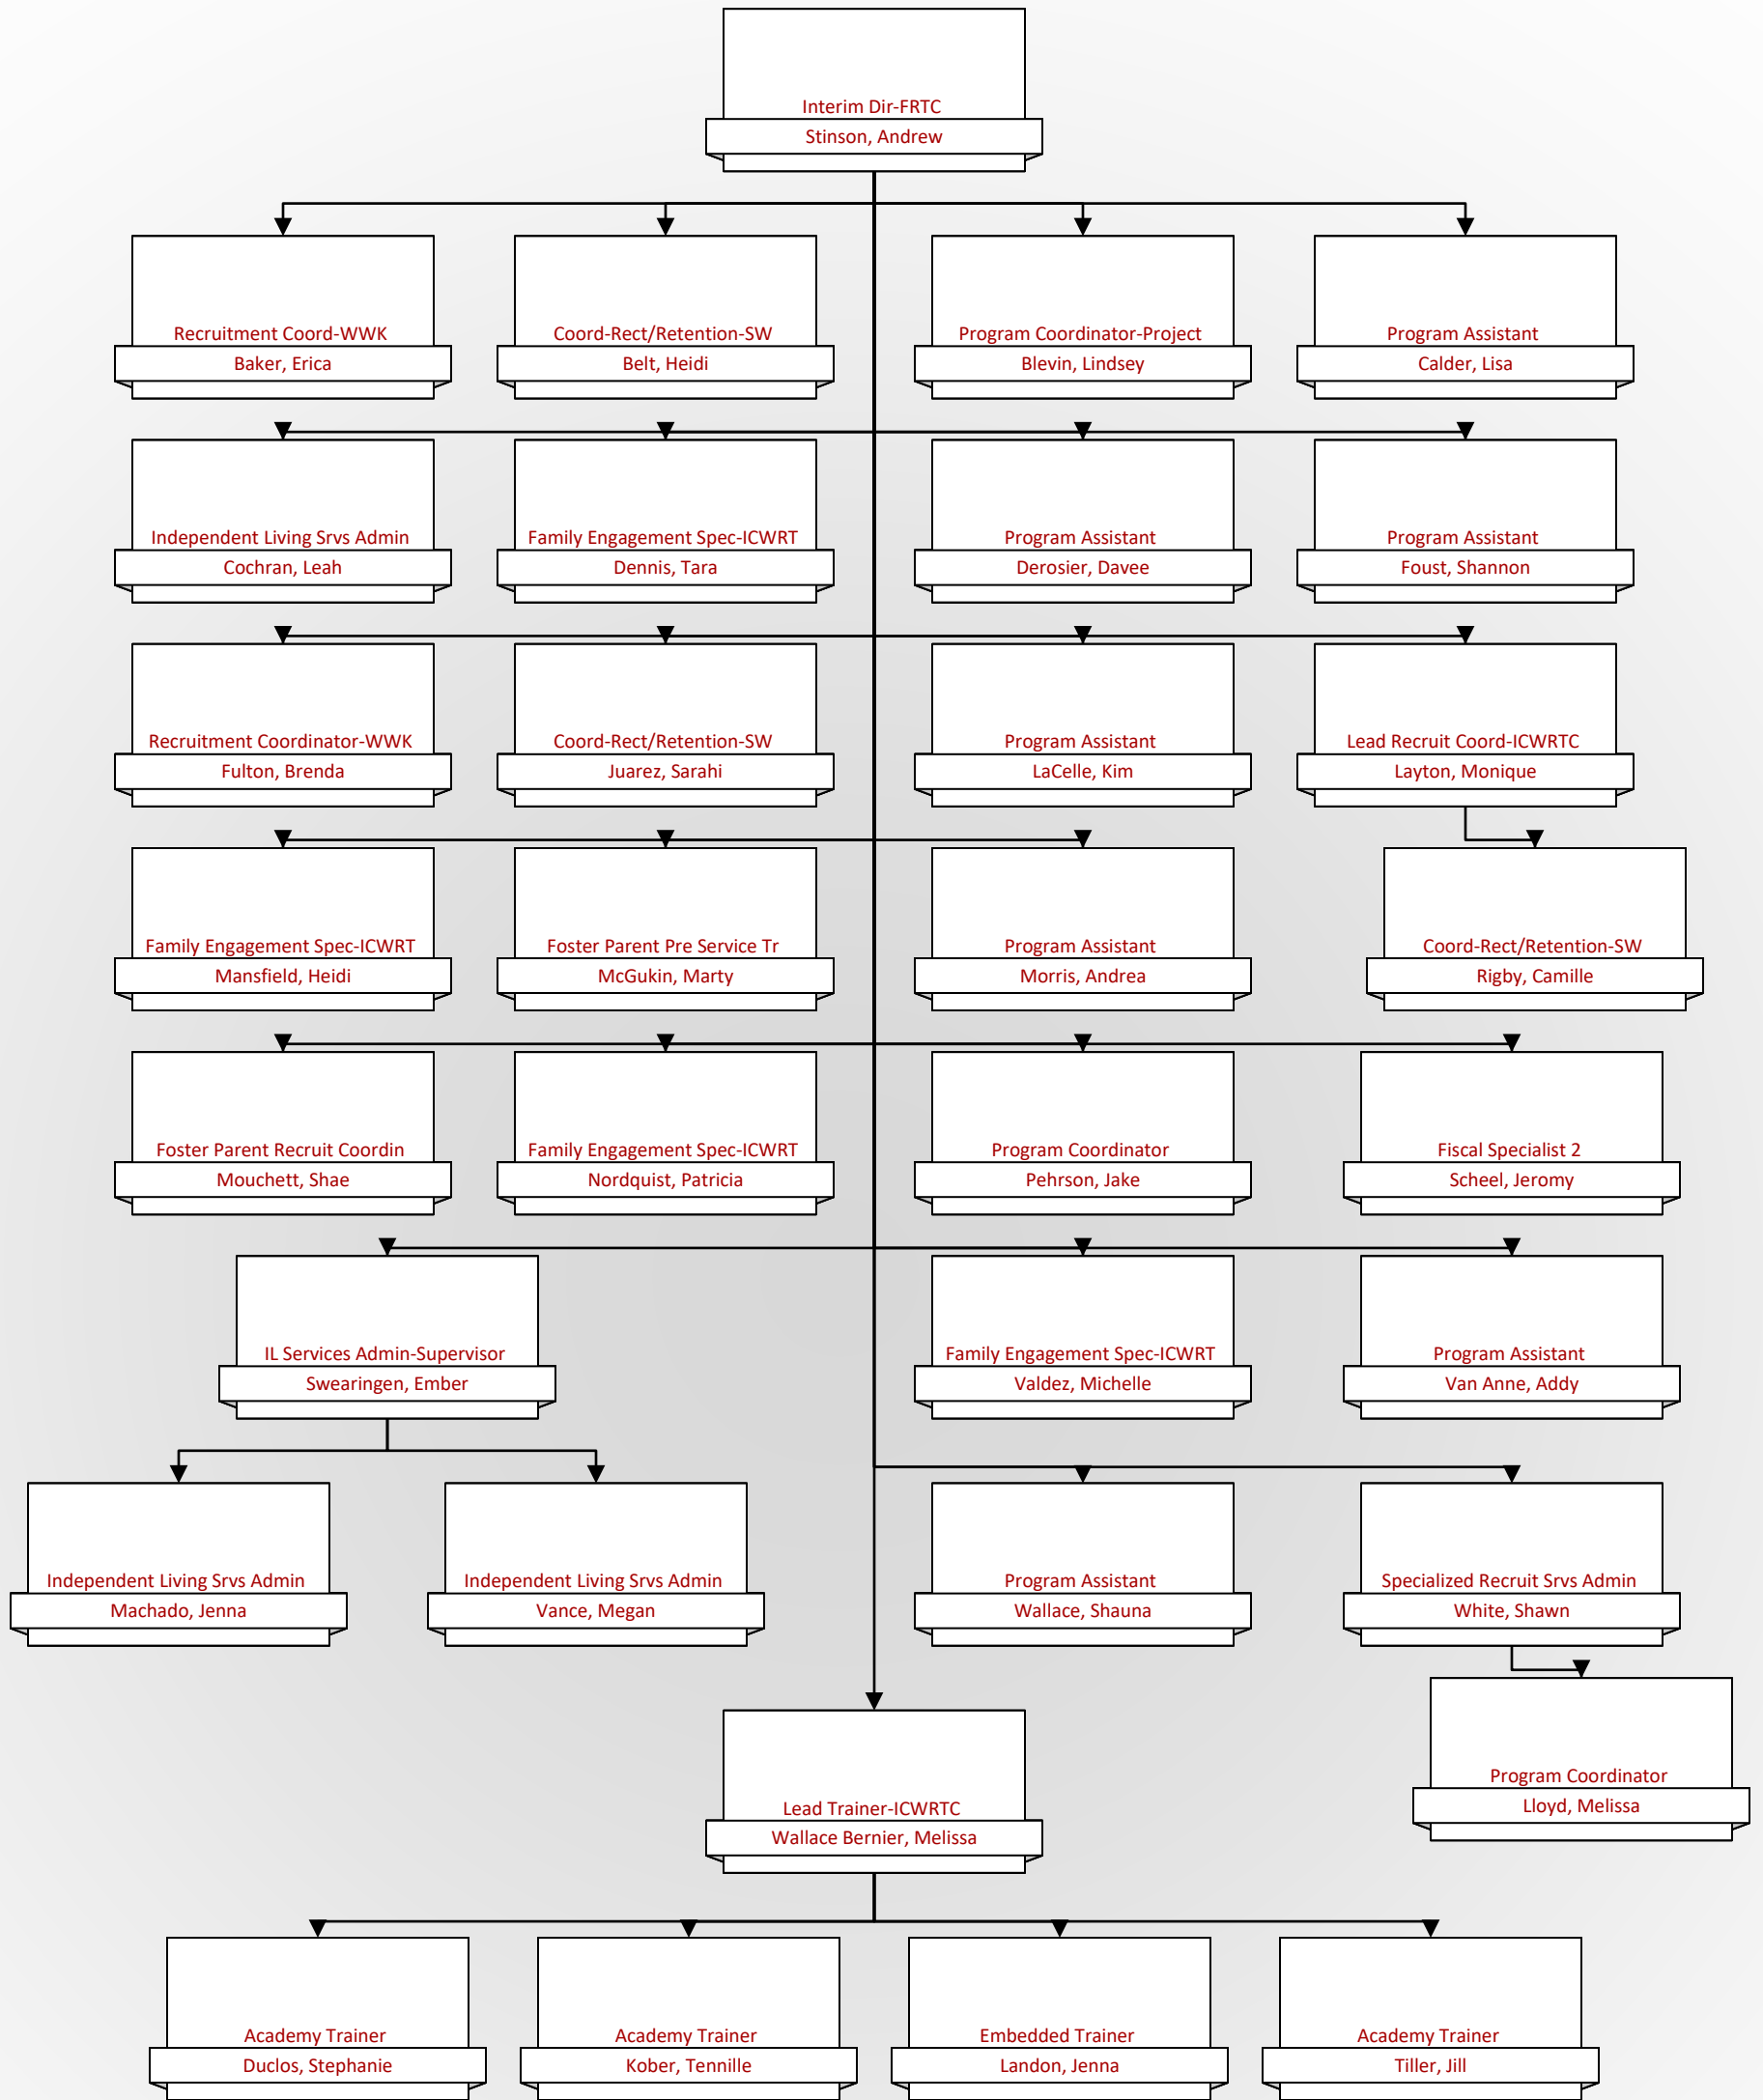 Interim Dir-FRTC
Stinson, Andrew
Recruitment Coord-WWK
Baker, Erica
Coord-Rect/Retention-SW
Belt, Heidi
Program Coordinator-Project
Blevin, Lindsey
Program Assistant
Calder, Lisa
Independent Living Srvs Admin
Cochran, Leah
Family Engagement Spec-ICWRT
Dennis, Tara
Program Assistant
Derosier, Davee
Program Assistant
Foust, Shannon
Recruitment Coordinator-WWK
Fulton, Brenda
Coord-Rect/Retention-SW
Juarez, Sarahi
Program Assistant
LaCelle, Kim
Lead Recruit Coord-ICWRTC
Layton, Monique
Family Engagement Spec-ICWRT
Mansfield, Heidi
Foster Parent Pre Service Tr
McGukin, Marty
Program Assistant
Morris, Andrea
Coord-Rect/Retention-SW
Rigby, Camille
Foster Parent Recruit Coordin
Mouchett, Shae
Family Engagement Spec-ICWRT
Nordquist, Patricia
Program Coordinator
Pehrson, Jake
Fiscal Specialist 2
Scheel, Jeromy
IL Services Admin-Supervisor
Swearingen, Ember
Family Engagement Spec-ICWRT
Valdez, Michelle
Program Assistant
Van Anne, Addy
Independent Living Srvs Admin
Machado, Jenna
Independent Living Srvs Admin
Vance, Megan
Program Assistant
Wallace, Shauna
Specialized Recruit Srvs Admin
White, Shawn
Program Coordinator
Lloyd, Melissa
Lead Trainer-ICWRTC
Wallace Bernier, Melissa
Academy Trainer
Duclos, Stephanie
Academy Trainer
Kober, Tennille
Embedded Trainer
Landon, Jenna
Academy Trainer
Tiller, Jill